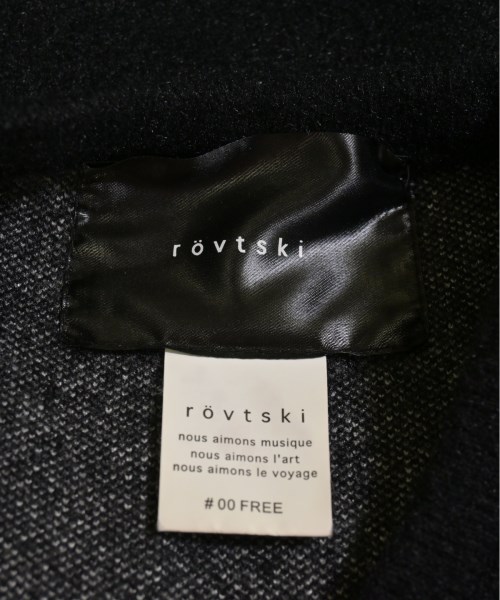 rövtski
rövtski
nous aimons musique
nous aimons l'art
nous aimons le voyage
# 00 FREE